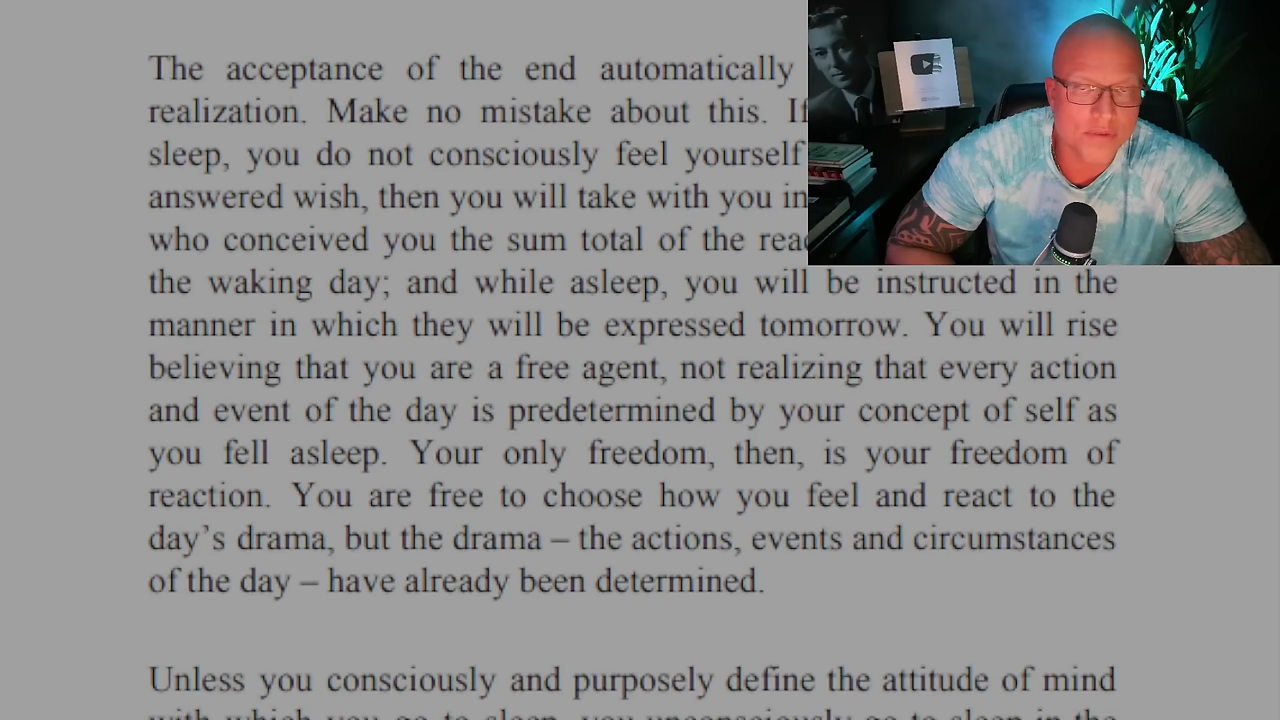 The acceptance of the end automatically
realization. Make no mistake about this. If
sleep, you do not consciously feel yourself
answered wish, then you will take with you in
who conceived you the sum total of the
the waking day; and while asleep, you will be instructed in the
manner in which they will be expressed tomorrow. You will rise
believing that you are a free agent, not realizing that every action
and event of the day is predetermined by your concept of self as
you fell asleep. Your only freedom, then, is your freedom of
reaction. You are free to choose how you feel and react to the
day’s drama, but the drama – the actions, events and circumstances
of the day – have already been determined.
Unless you consciously and purposely define the attitude of mind